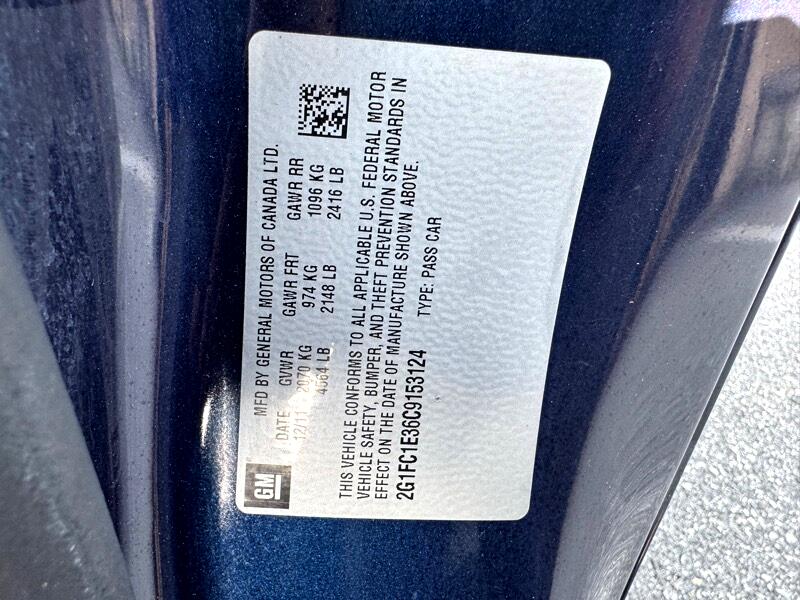 GM
MFD BY GENERAL MOTORS OF CANADA LTD.
DATE GVWR GAWR FRT GAWR RR
12/11 2070 KG 974 KG 1096 KG
4564 LB 2148 LB 2416 LB
THIS VEHICLE CONFORMS TO ALL APPLICABLE U.S. FEDERAL MOTOR
VEHICLE SAFETY, BUMPER, AND THEFT PREVENTION STANDARDS IN
EFFECT ON THE DATE OF MANUFACTURE SHOWN ABOVE.
2G1FC1E36C9153124 TYPE: PASS CAR